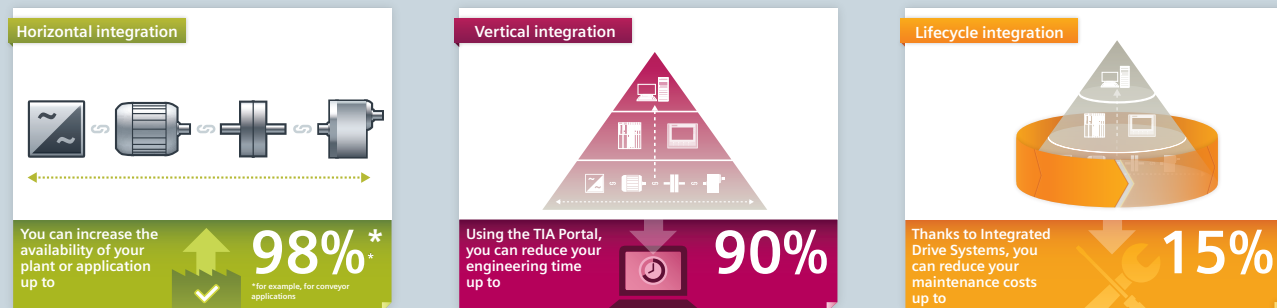 Horizontal integration
You can increase the
availability of your
plant or application
up to
98%*
*
*for example, for conveyor
applications
Vertical integration
Using the TIA Portal,
you can reduce your
engineering time
up to
90%
Lifecycle integration
Thanks to Integrated
Drive Systems, you
can reduce your
maintenance costs
up to
15%